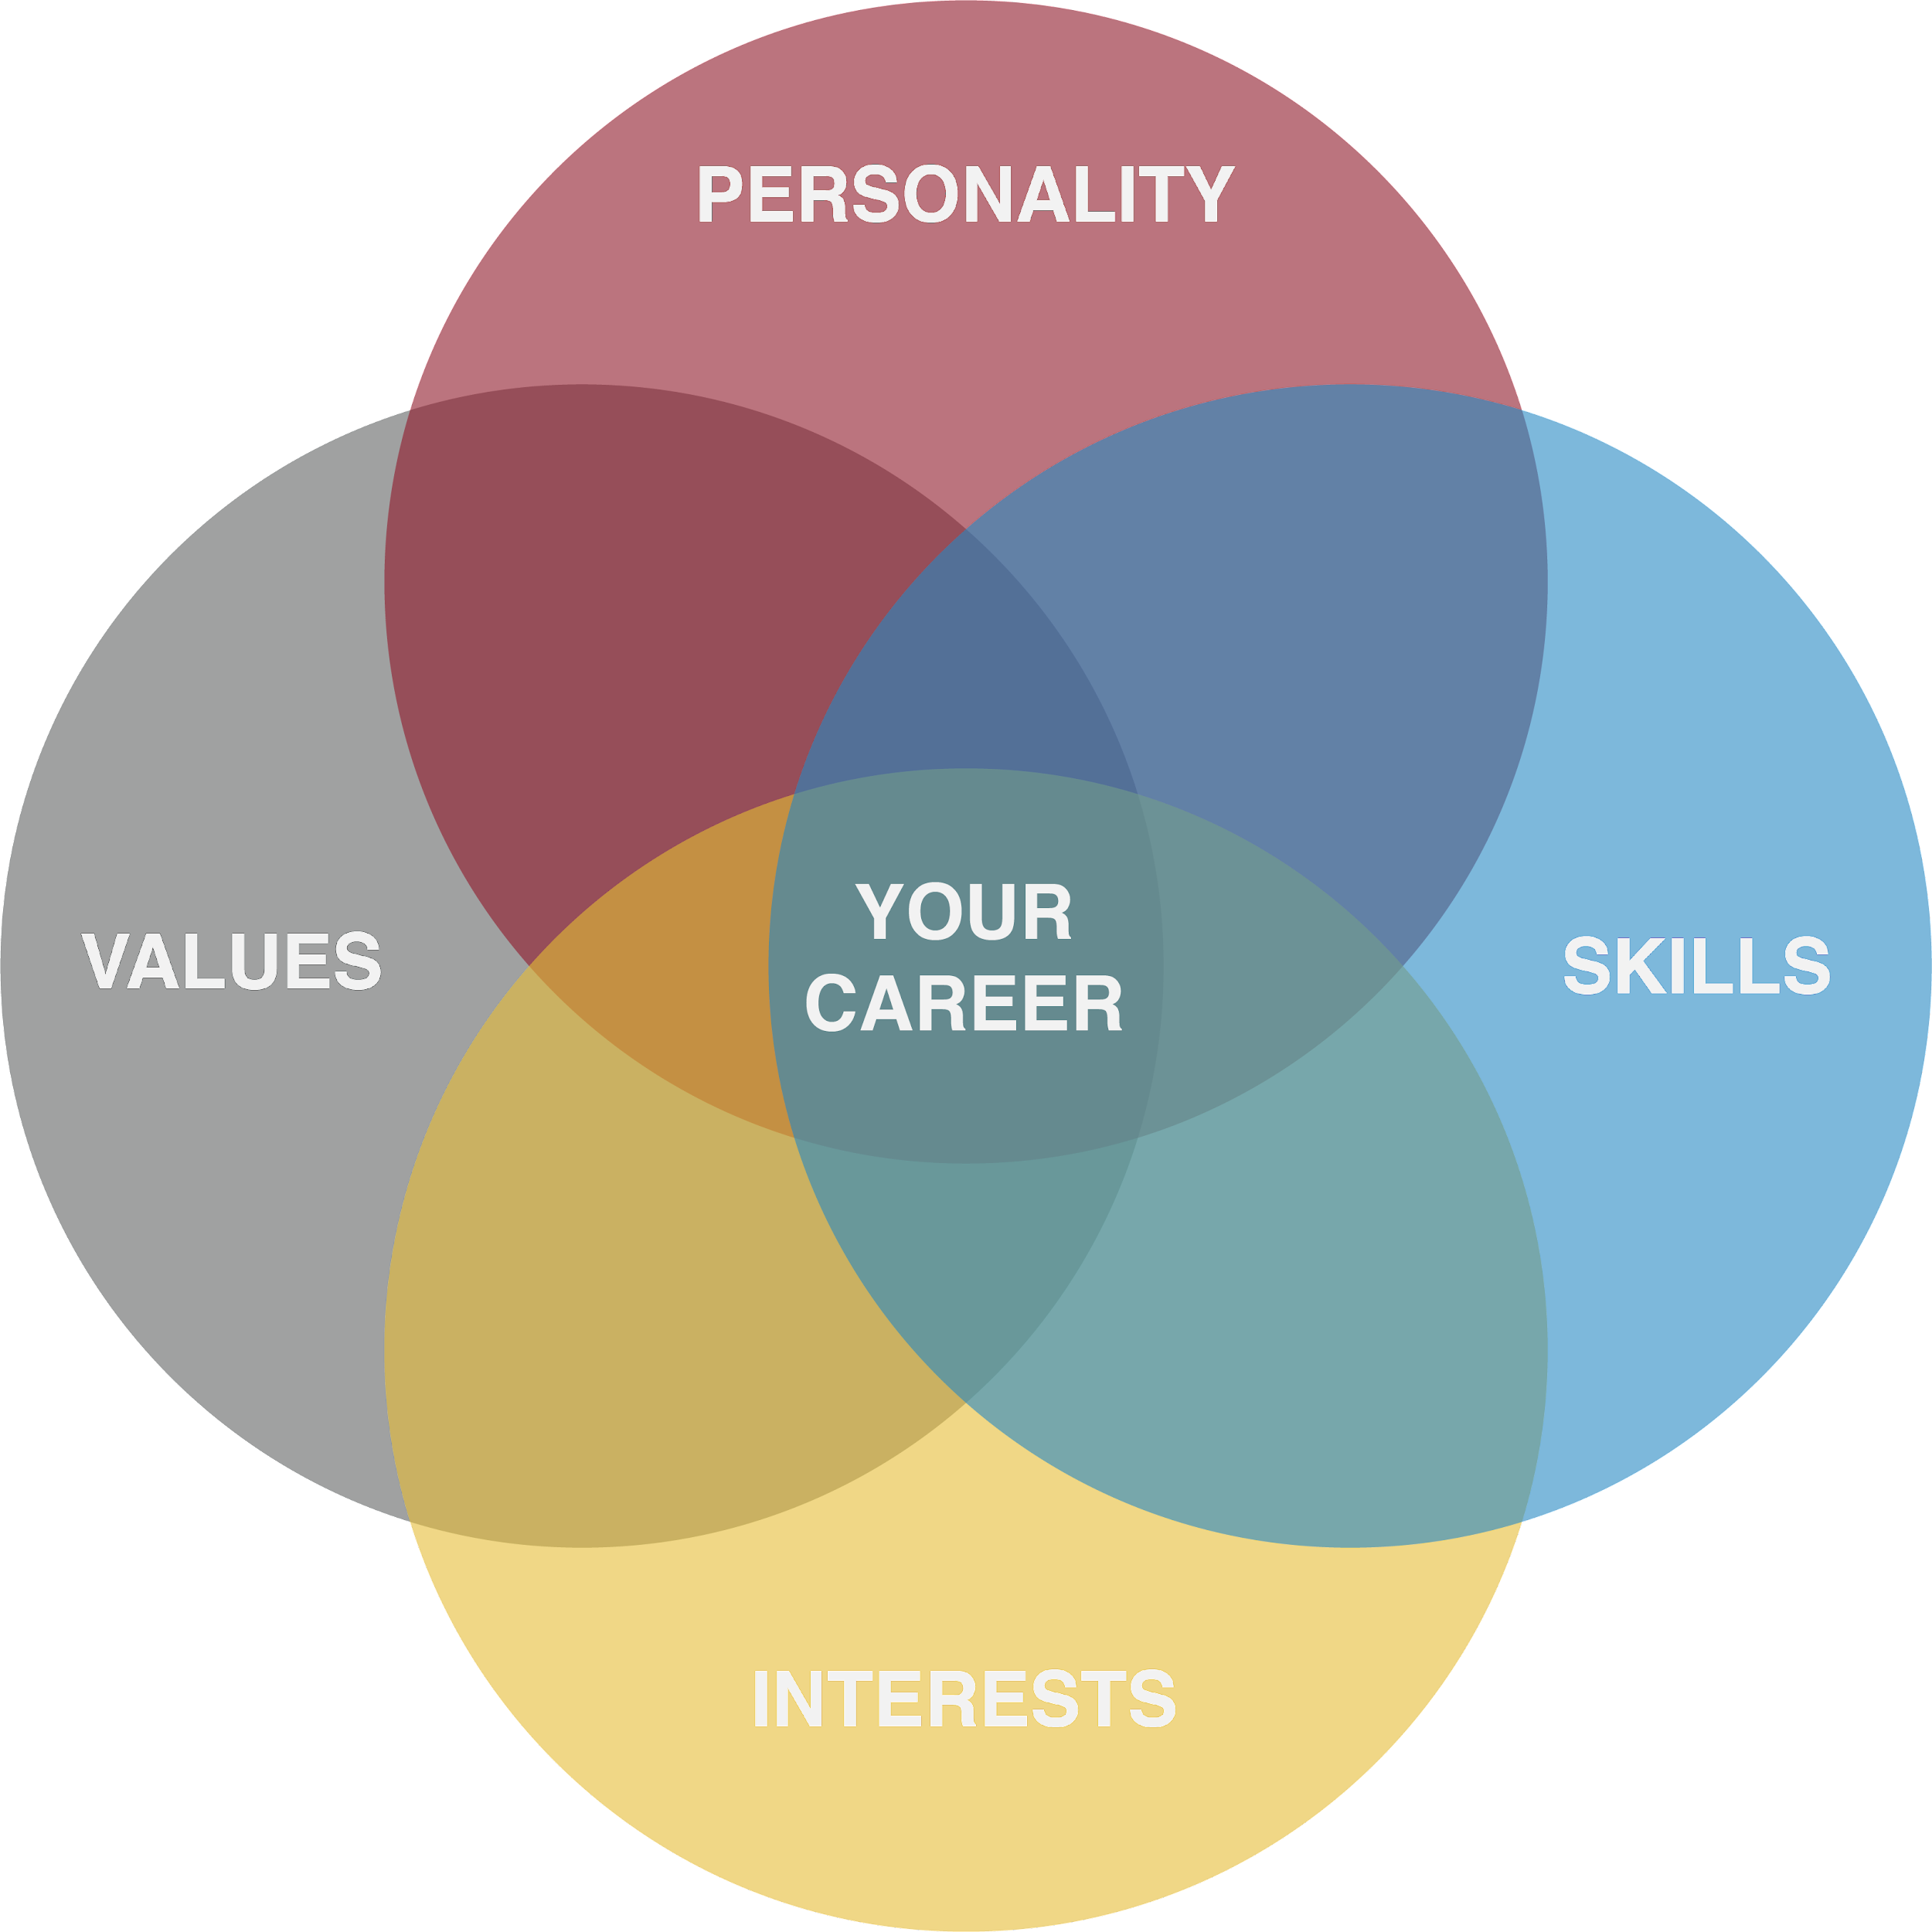 PERSONALITY
VALUES
YOUR
CAREER
SKILLS
INTERESTS